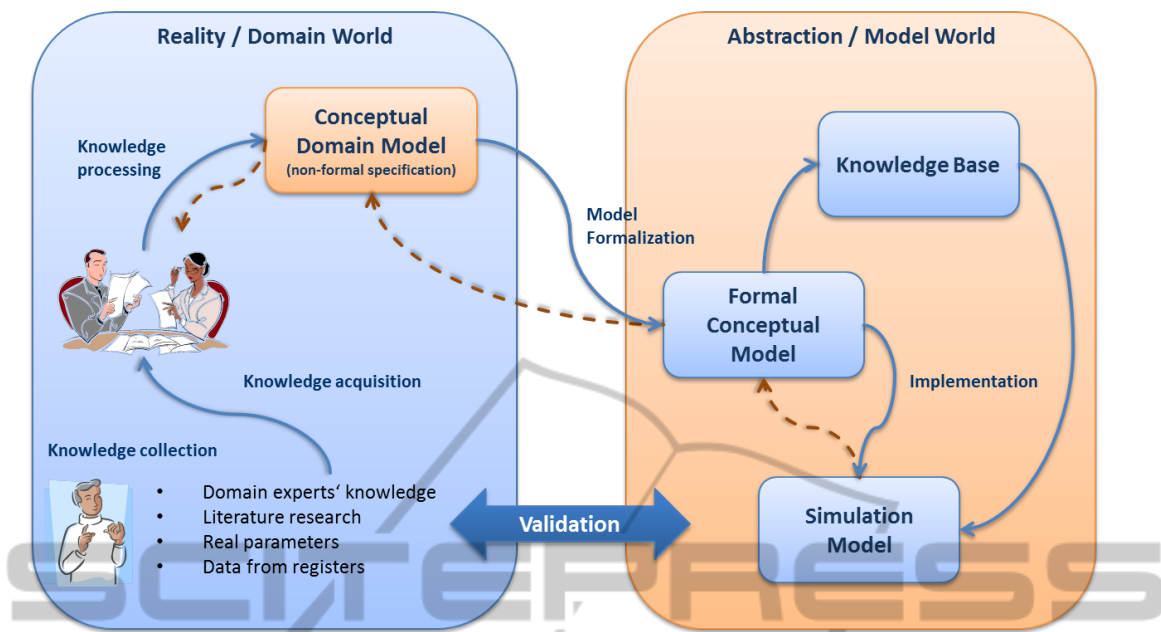 Reality / Domain World
Abstraction / Model World
Conceptual
Domain Model
(non-formal specification)
Knowledge
processing
Knowledge Base
Model
Formalization
Formal
Conceptual
Model
Knowledge acquisition
Implementation
Knowledge collection
• Domain experts‘ knowledge
• Literature research
• Real parameters
• Data from registers
Validation
Simulation
Model
SCITEPRESS